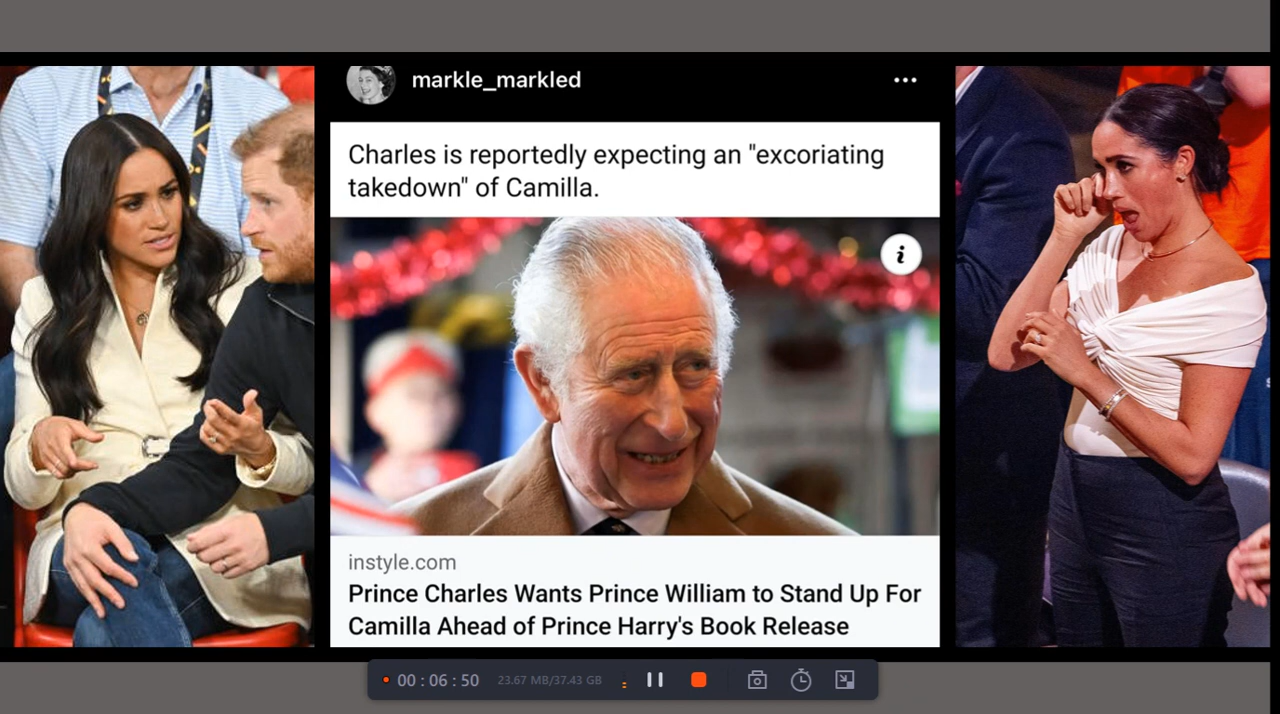 markle_markled
Charles is reportedly expecting an "excoriating
takedown" of Camilla.
i
instyle.com
Prince Charles Wants Prince William to Stand Up For
Camilla Ahead of Prince Harry's Book Release
00 : 06 : 50 23.67 MB/37.43 GB